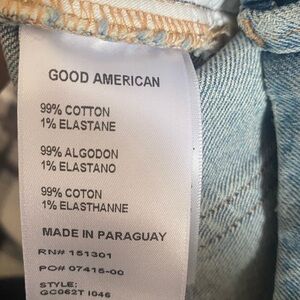 GOOD AMERICAN
99% COTTON
1% ELASTANE
99% ALGODON
1% ELASTANO
99% COTON
1% ELASTHANNE
MADE IN PARAGUAY
RN# 151301
PO# 07415-00
STYLE:
GC062T I046